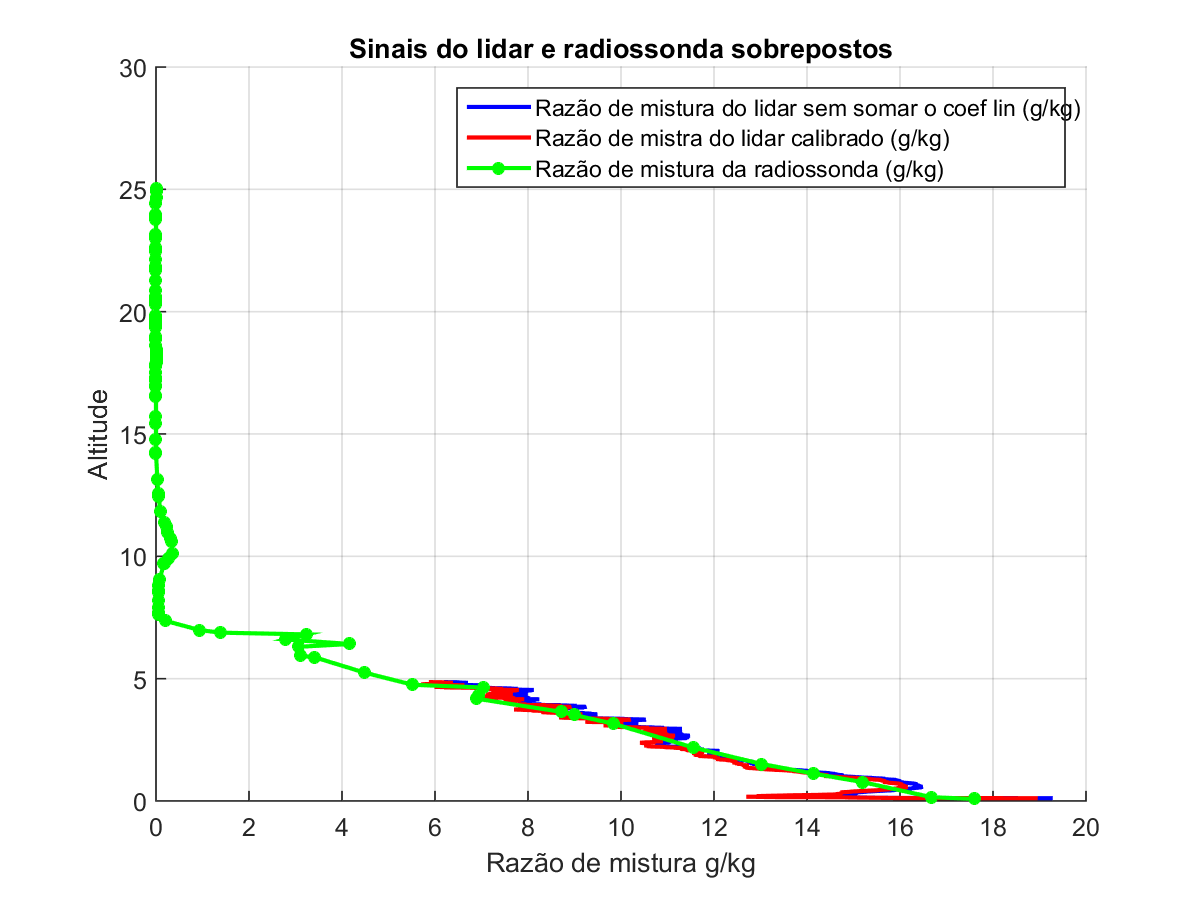 Sinais do lidar e radiossonda sobrepostos
Razão de mistura do lidar sem somar o coef lin (g/kg)
Razão de mistra do lidar calibrado (g/kg)
Razão de mistura da radiossonda (g/kg)
Altitude
30
25
20
15
10
5
0
0 2 4 6 8 10 12 14 16 18 20
Razão de mistura g/kg